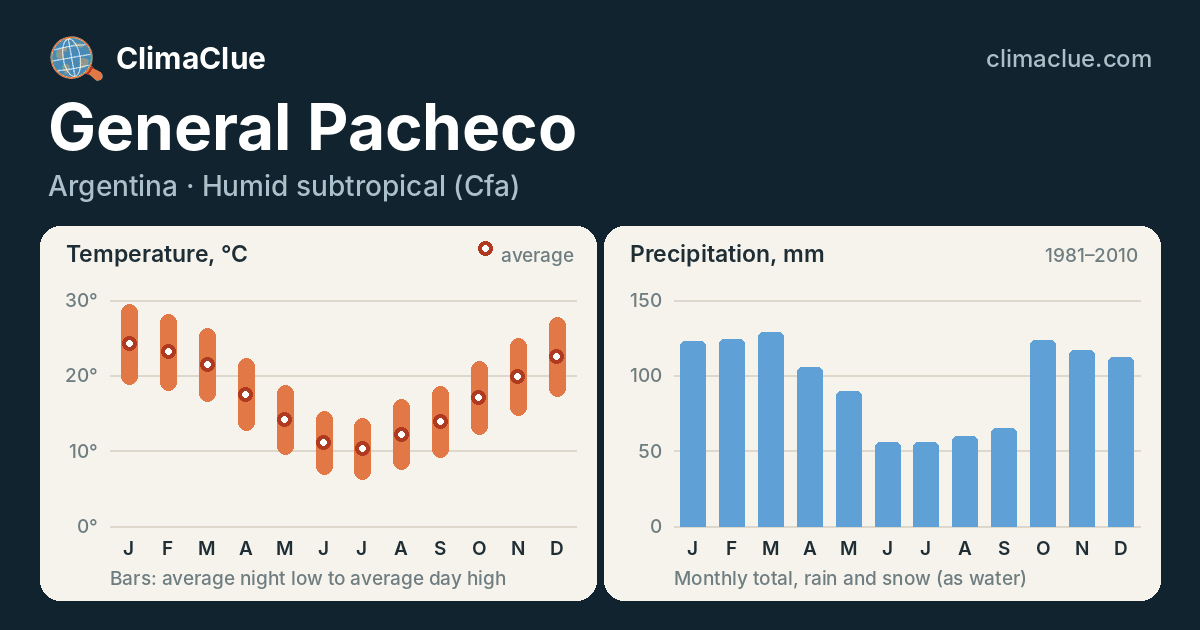 ClimaClue
climaclue.com
General Pacheco
Argentina · Humid subtropical (Cfa)
Temperature, °C
average
30°
20°
10°
0°
J F M A M J J A S O N D
Bars: average night low to average day high
Precipitation, mm
1981–2010
150
100
50
0
J F M A M J J A S O N D
Monthly total, rain and snow (as water)